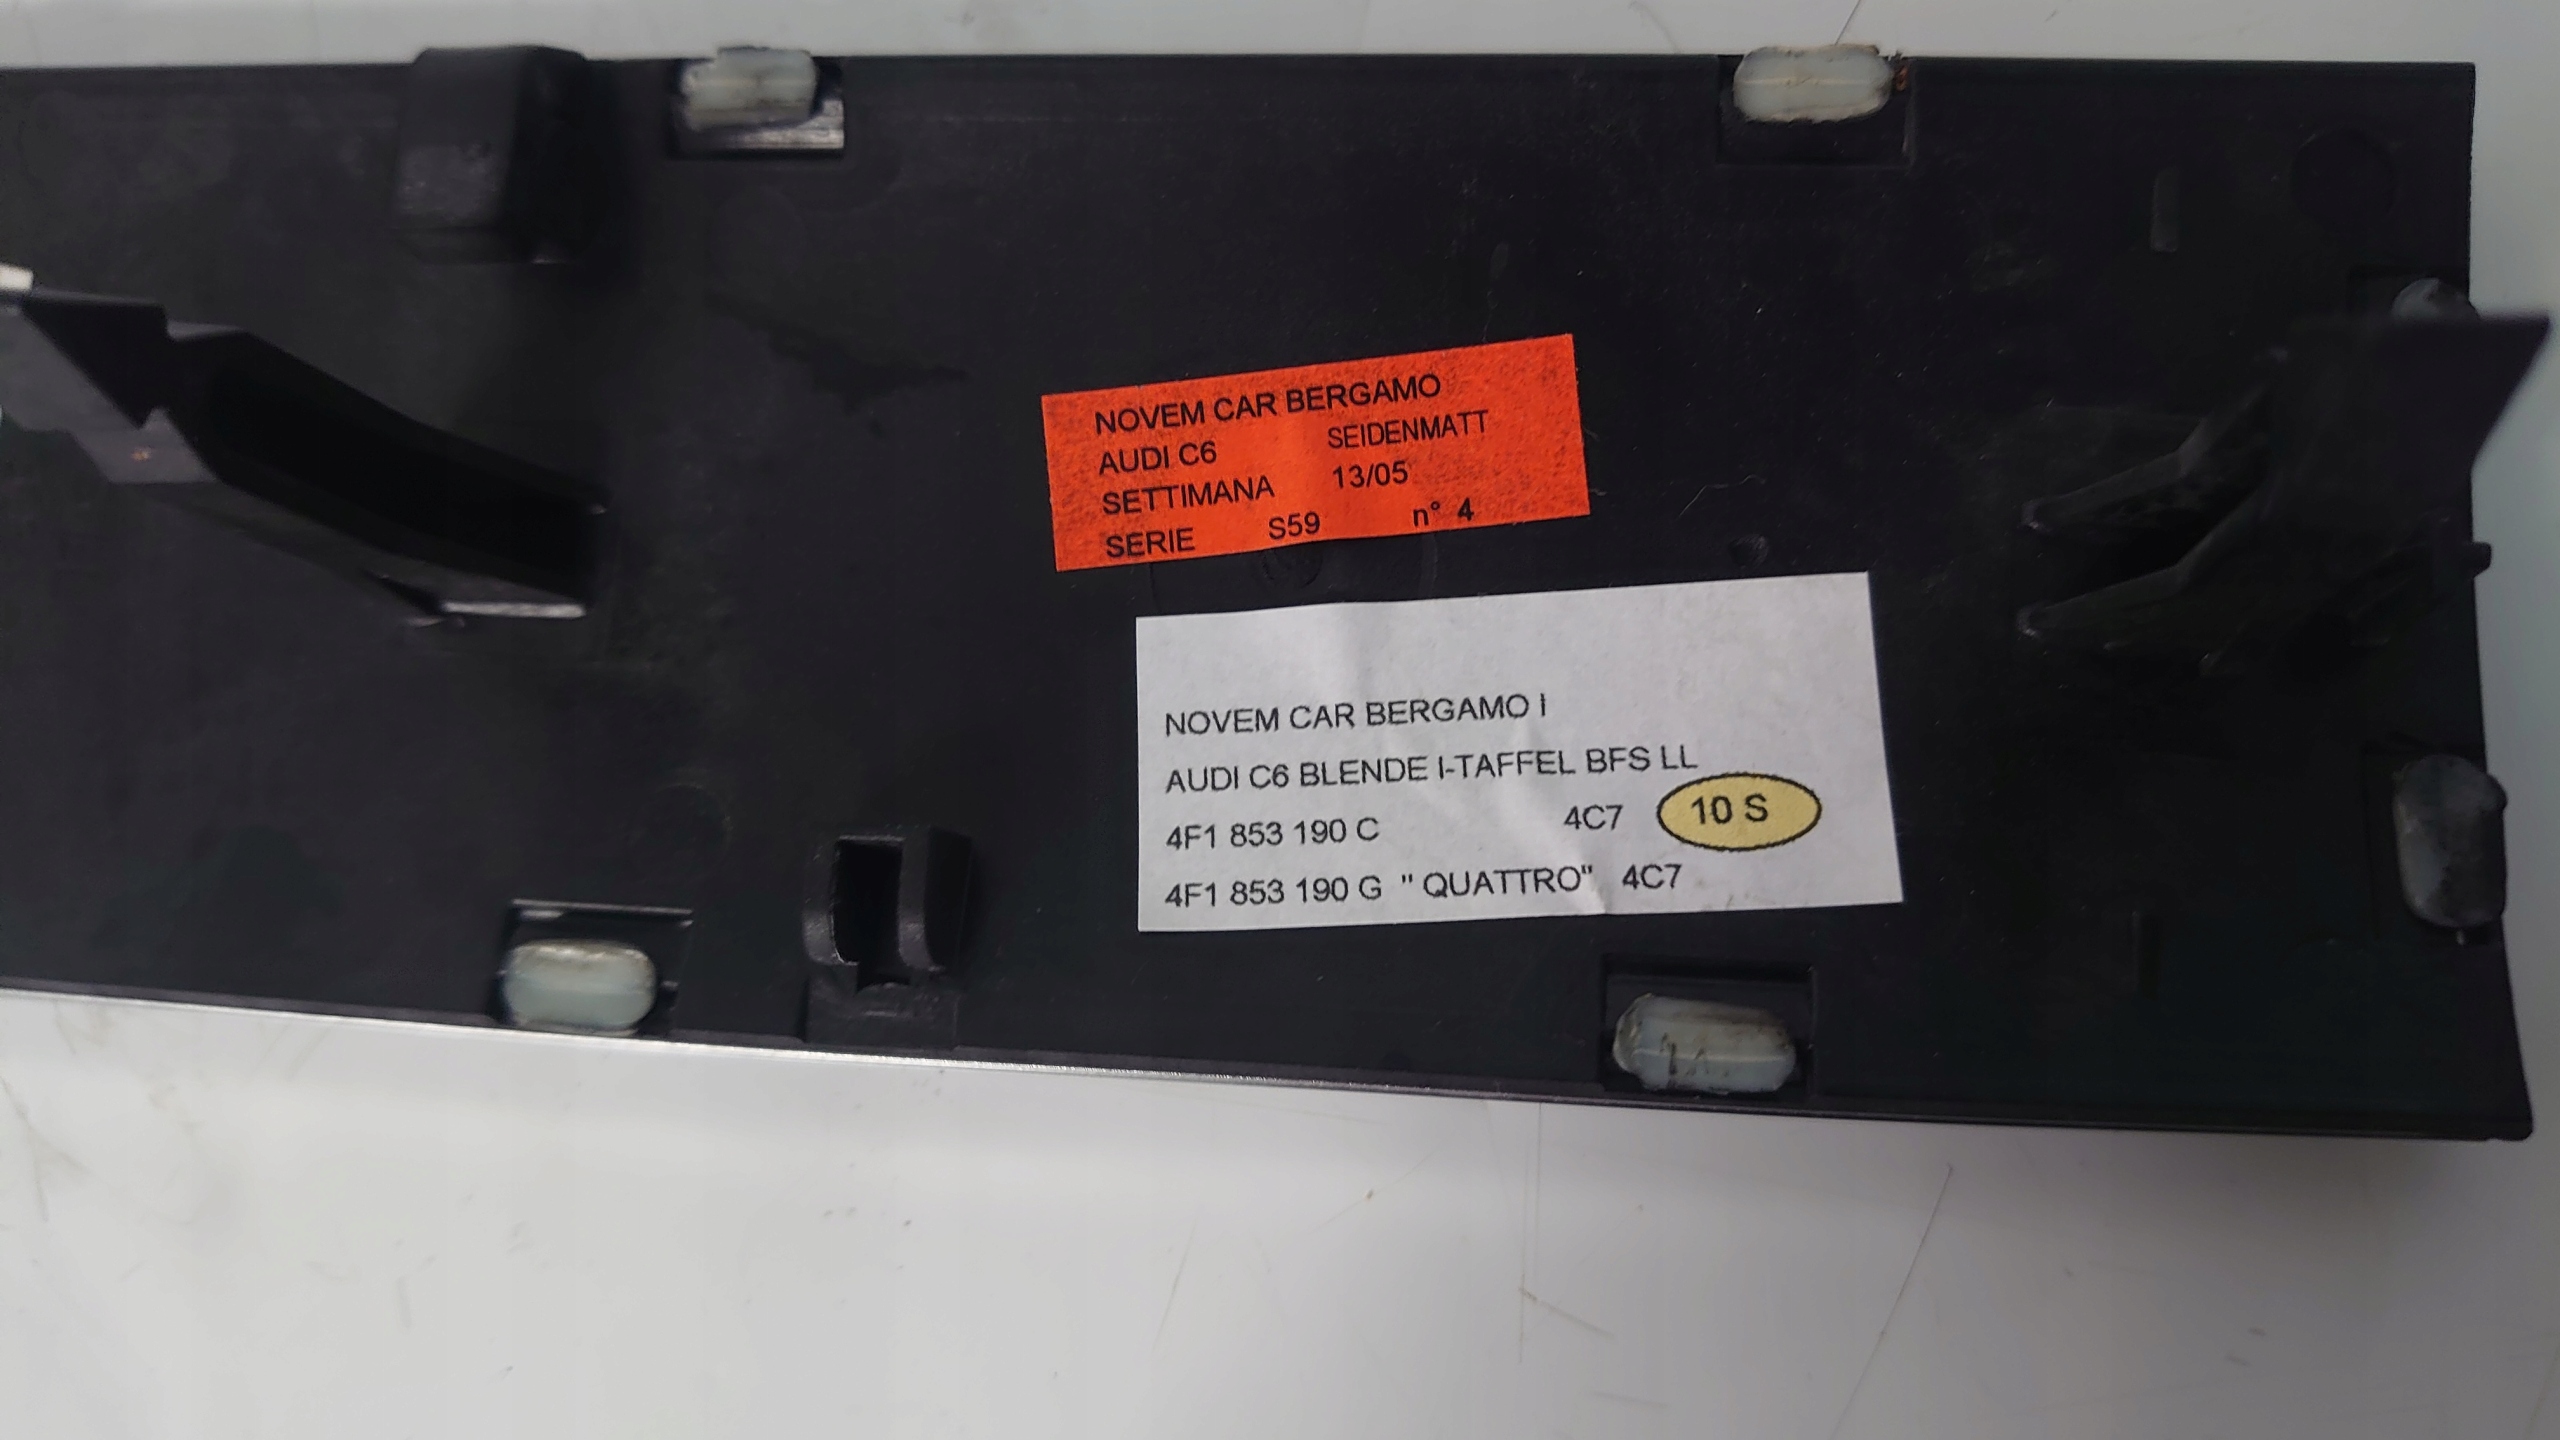 NOVEM CAR BERGAMO
AUDI C6 SEIDENMATT
SETTIMANA 13/05
SERIE S59 n° 4
NOVEM CAR BERGAMO I
AUDI C6 BLENDE I-TAFFEL BFS LL
4F1 853 190 C 4C7 10 S
4F1 853 190 G " QUATTRO" 4C7